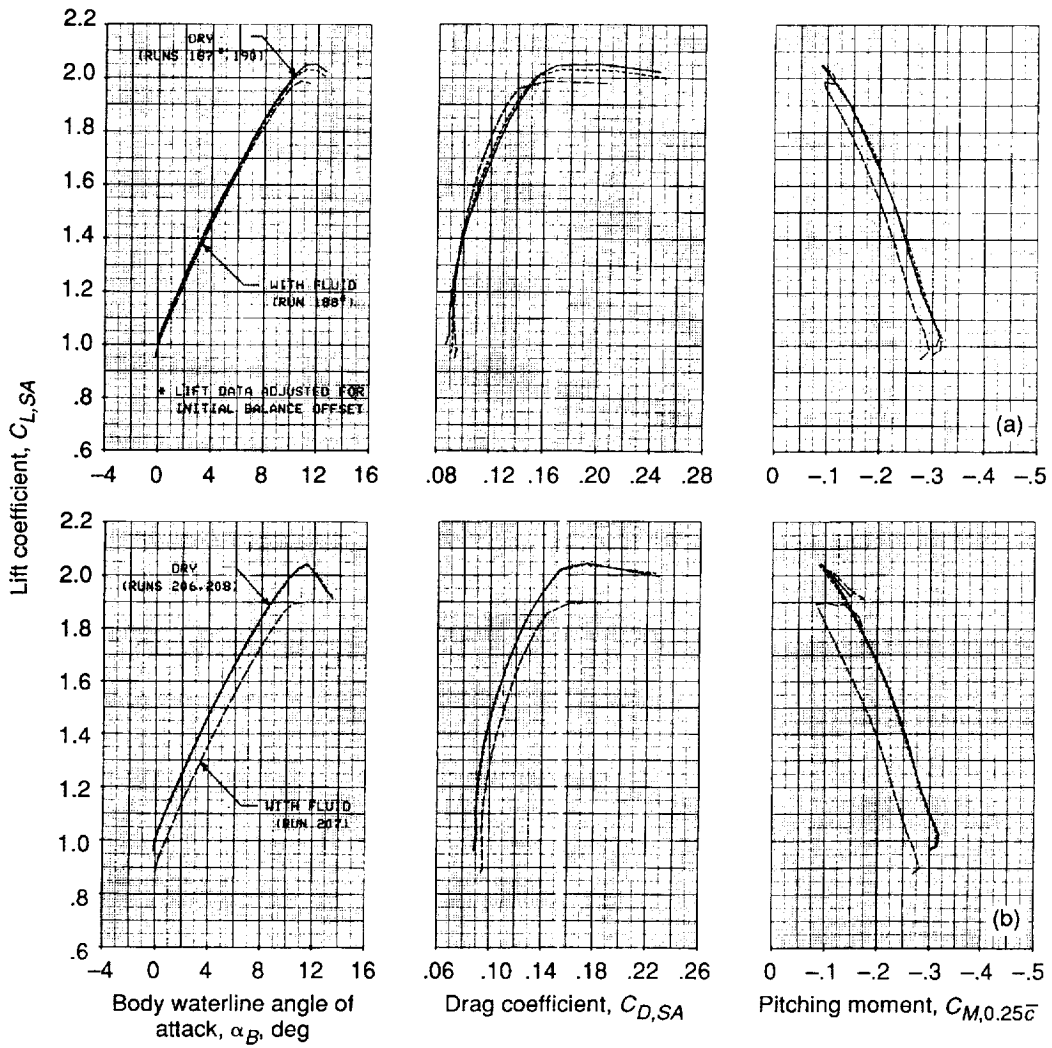 Lift coefficient, C_L,SA
2.2
2.0
1.8
1.6
1.4
1.2
1.0
.8
.6
DRY
(RUNS 187*,190)
WITH FLUID
(RUN 188*)
* LIFT DATA ADJUSTED FOR
INITIAL BALANCE OFFSET
−4 0 4 8 12 16
.08 .12 .16 .20 .24 .28
(a)
0 −.1 −.2 −.3 −.4 −.5
2.2
2.0
1.8
1.6
1.4
1.2
1.0
.8
.6
DRY
(RUNS 206,208)
WITH FLUID
(RUN 207)
−4 0 4 8 12 16
Body waterline angle of
attack, α_B, deg
.06 .10 .14 .18 .22 .26
Drag coefficient, C_D,SA
(b)
0 −.1 −.2 −.3 −.4 −.5
Pitching moment, C_M,0.25c̅